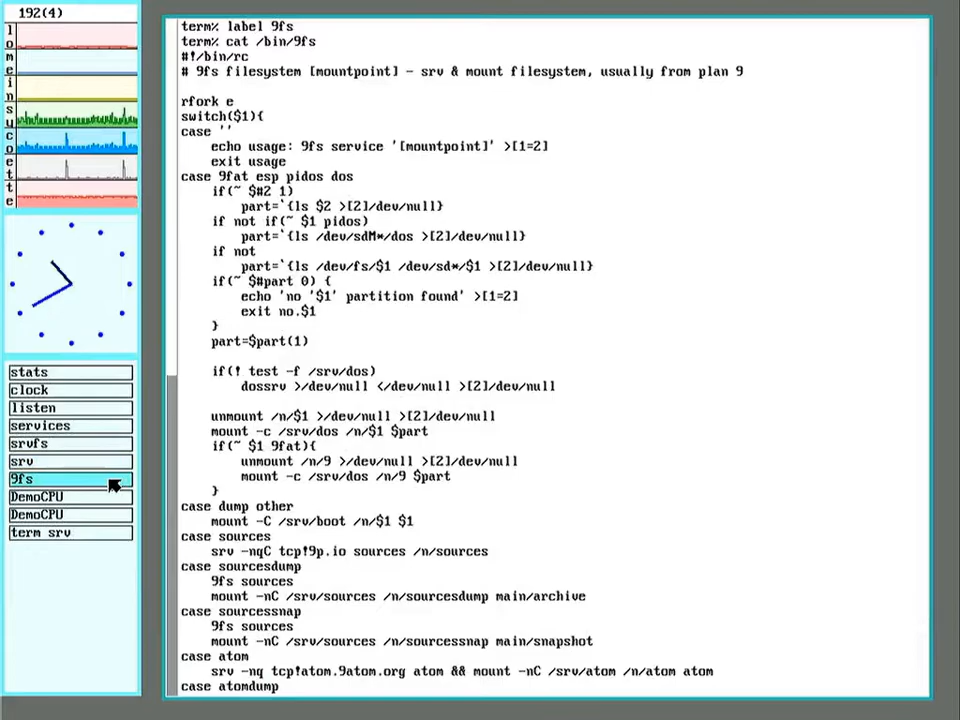 192(4)
l
o
m
e
i
n
s
y
c
o
e
t
t
e
stats
clock
listen
services
srvfs
srv
9fs
DemoCPU
DemoCPU
term srv
term% label 9fs
term% cat /bin/9fs
#!/bin/rc
# 9fs filesystem [mountpoint] - srv & mount filesystem, usually from plan 9
rfork e
switch($1){
case ''
echo usage: 9fs service '[mountpoint]' >[1=2]
exit usage
case 9fat esp pidos dos
if(~ $#2 1)
part=`{ls $2 >[2]/dev/null}
if not if(~ $1 pidos)
part=`{ls /dev/sdM*/dos >[2]/dev/null}
if not
part=`{ls /dev/fs/$1 /dev/sd*/$1 >[2]/dev/null}
if(~ $#part 0) {
echo 'no '$1' partition found' >[1=2]
exit no.$1
}
part=$part(1)
if(! test -f /srv/dos)
dossrv >/dev/null </dev/null >[2]/dev/null
unmount /n/$1 >/dev/null >[2]/dev/null
mount -c /srv/dos /n/$1 $part
if(~ $1 9fat){
unmount /n/9 >/dev/null >[2]/dev/null
mount -c /srv/dos /n/9 $part
}
case dump other
mount -C /srv/boot /n/$1 $1
case sources
srv -nqC tcp!9p.io sources /n/sources
case sourcesdump
9fs sources
mount -nC /srv/sources /n/sourcesdump main/archive
case sourcessnap
9fs sources
mount -nC /srv/sources /n/sourcessnap main/snapshot
case atom
srv -nq tcp!atom.9atom.org atom && mount -nC /srv/atom /n/atom atom
case atomdump